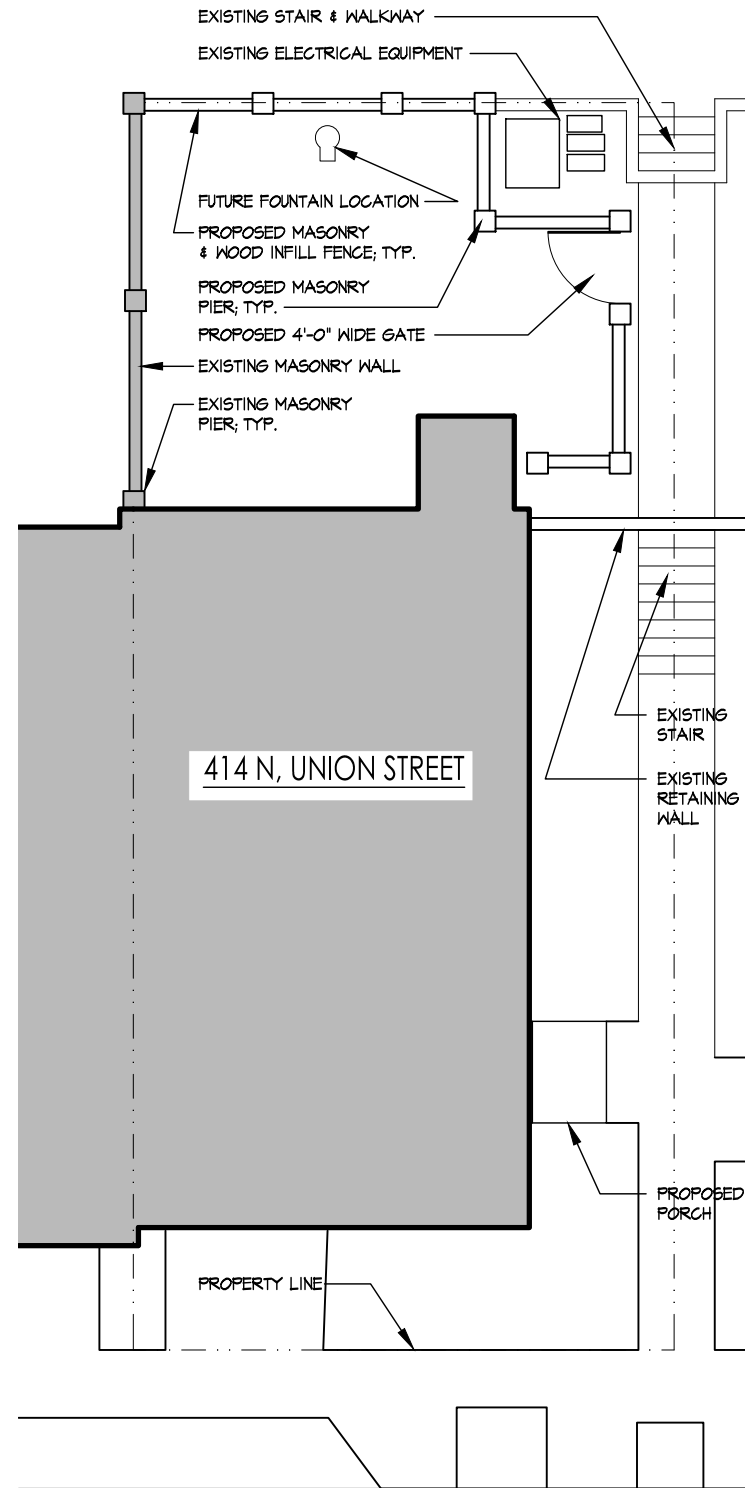 EXISTING STAIR & WALKWAY
EXISTING ELECTRICAL EQUIPMENT
FUTURE FOUNTAIN LOCATION
PROPOSED MASONRY
& WOOD INFILL FENCE; TYP.
PROPOSED MASONRY
PIER; TYP.
PROPOSED 4'-0" WIDE GATE
EXISTING MASONRY WALL
EXISTING MASONRY
PIER; TYP.
414 N, UNION STREET
EXISTING
STAIR
EXISTING
RETAINING
WALL
PROPOSED
PORCH
PROPERTY LINE